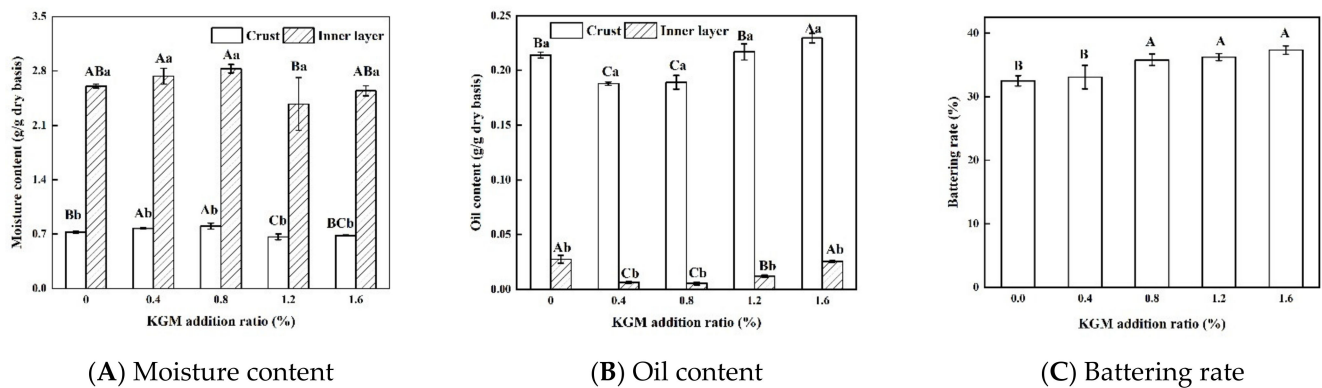 Moisture content (g/g dry basis)
3.5
2.8
2.1
1.4
0.7
0.0
Crust Inner layer
Bb ABa Ab Aa Ab Aa Cb Ba BCb ABa
0 0.4 0.8 1.2 1.6
KGM addition ratio (%)
(A) Moisture content
Oil content (g/g dry basis)
0.25
0.20
0.15
0.10
0.05
0.00
Crust Inner layer
Ba Ab Ca Cb Ca Cb Ba Bb Aa Ab
0 0.4 0.8 1.2 1.6
KGM addition ratio (%)
(B) Oil content
Battering rate (%)
40
30
20
10
0
B B A A A
0.0 0.4 0.8 1.2 1.6
KGM addition ratio (%)
(C) Battering rate